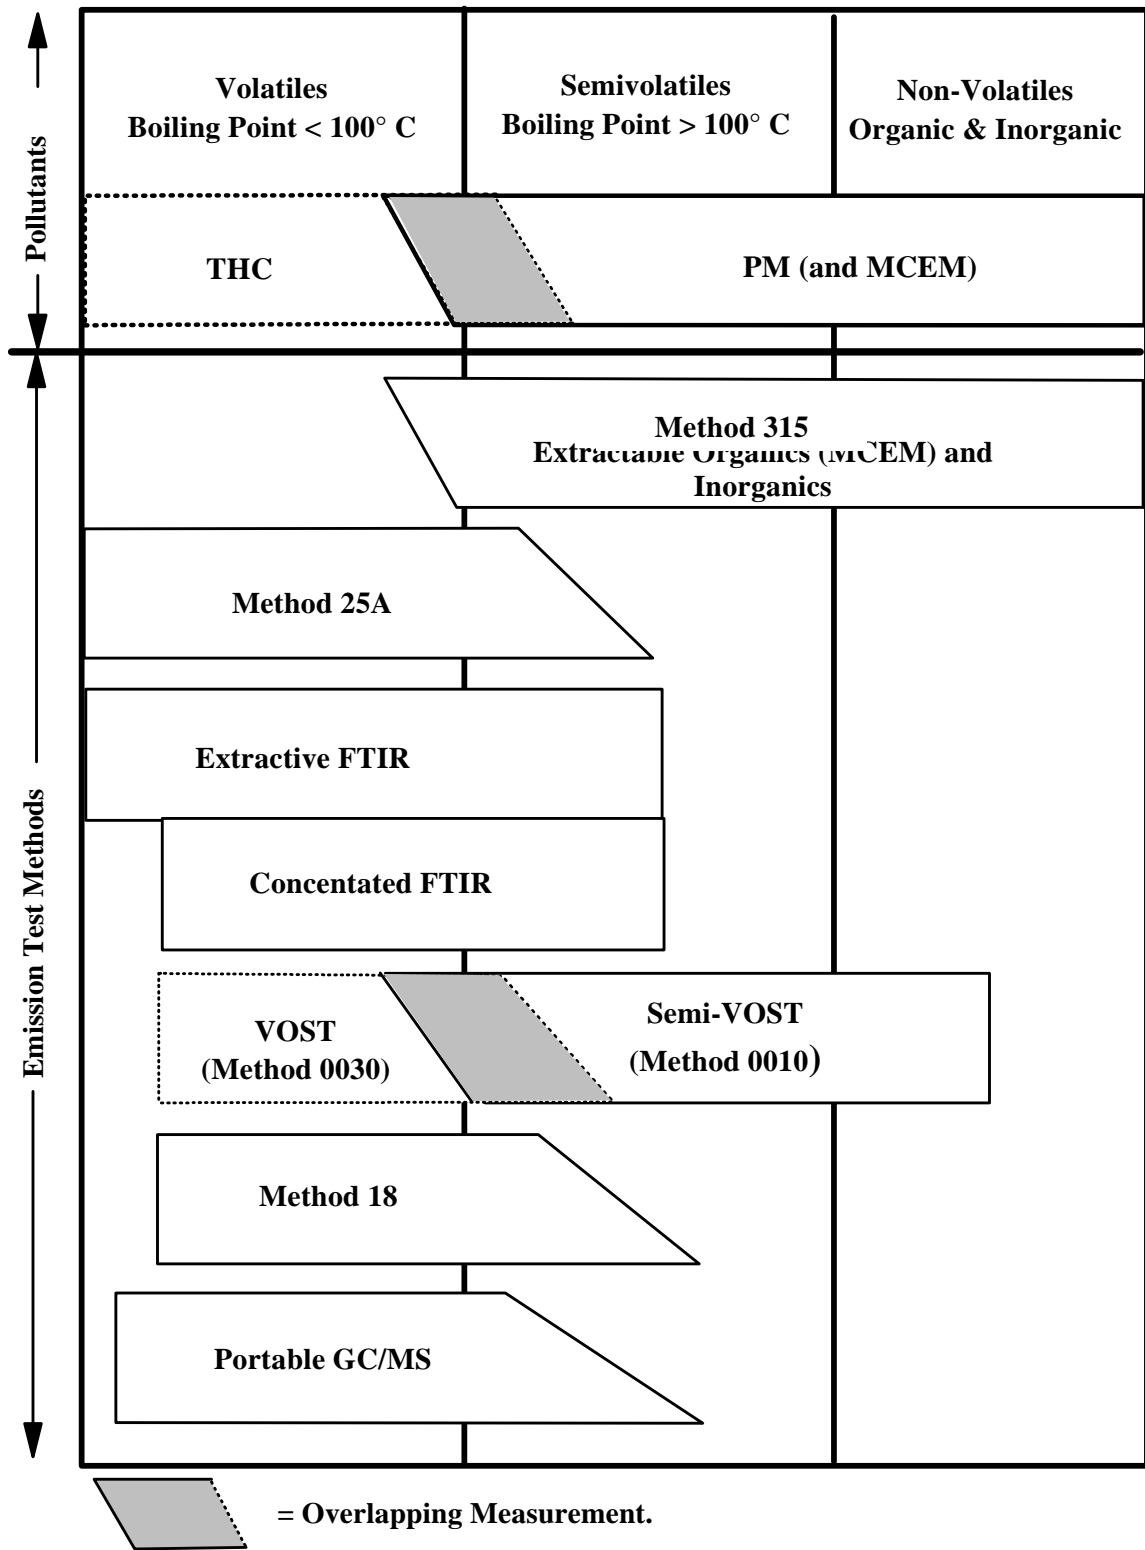 Pollutants
Volatiles
Boiling Point < 100° C
Semivolatiles
Boiling Point > 100° C
Non-Volatiles
Organic & Inorganic
THC
PM (and MCEM)
Emission Test Methods
Method 315
Extractable Organics (MCEM) and
Inorganics
Method 25A
Extractive FTIR
Concentated FTIR
VOST
(Method 0030)
Semi-VOST
(Method 0010)
Method 18
Portable GC/MS
= Overlapping Measurement.